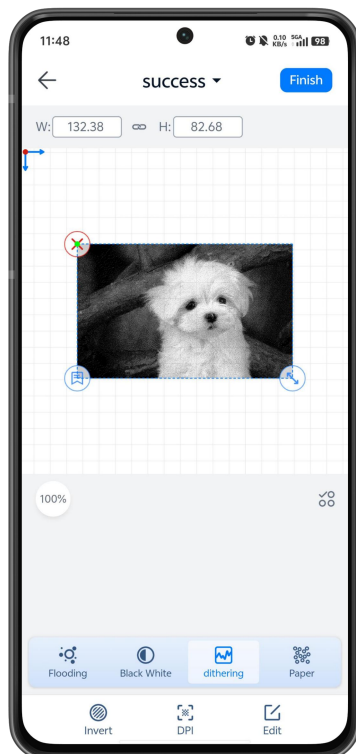 11:48
0.10 KB/s 5GA 98
success
Finish
W: 132.38 H: 82.68
100%
Flooding Black White dithering Paper
Invert DPI Edit